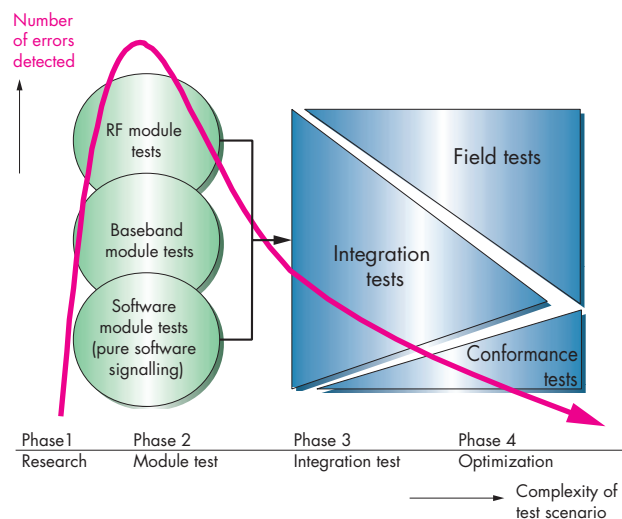 Number
of errors
detected
RF module
tests
Baseband
module tests
Software
module tests
(pure software
signalling)
Field tests
Integration
tests
Conformance
tests
Phase1
Phase 2
Phase 3
Phase 4
Research
Module test
Integration test
Optimization
Complexity of
test scenario